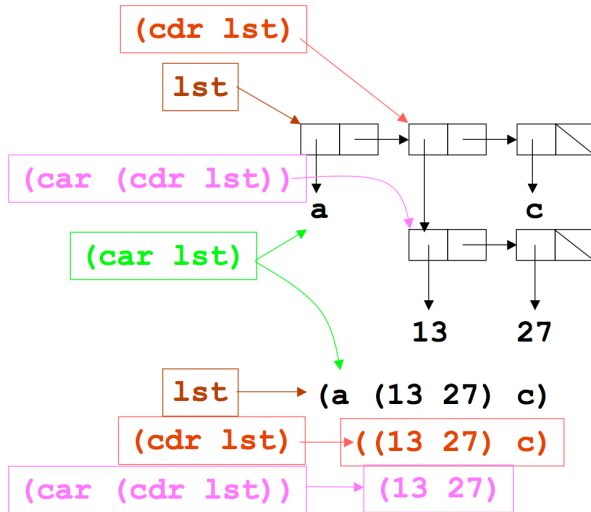 (cdr lst)
lst
(car (cdr lst))
a
c
(car lst)
13
27
lst
(a (13 27) c)
(cdr lst)
((13 27) c)
(car (cdr lst))
(13 27)